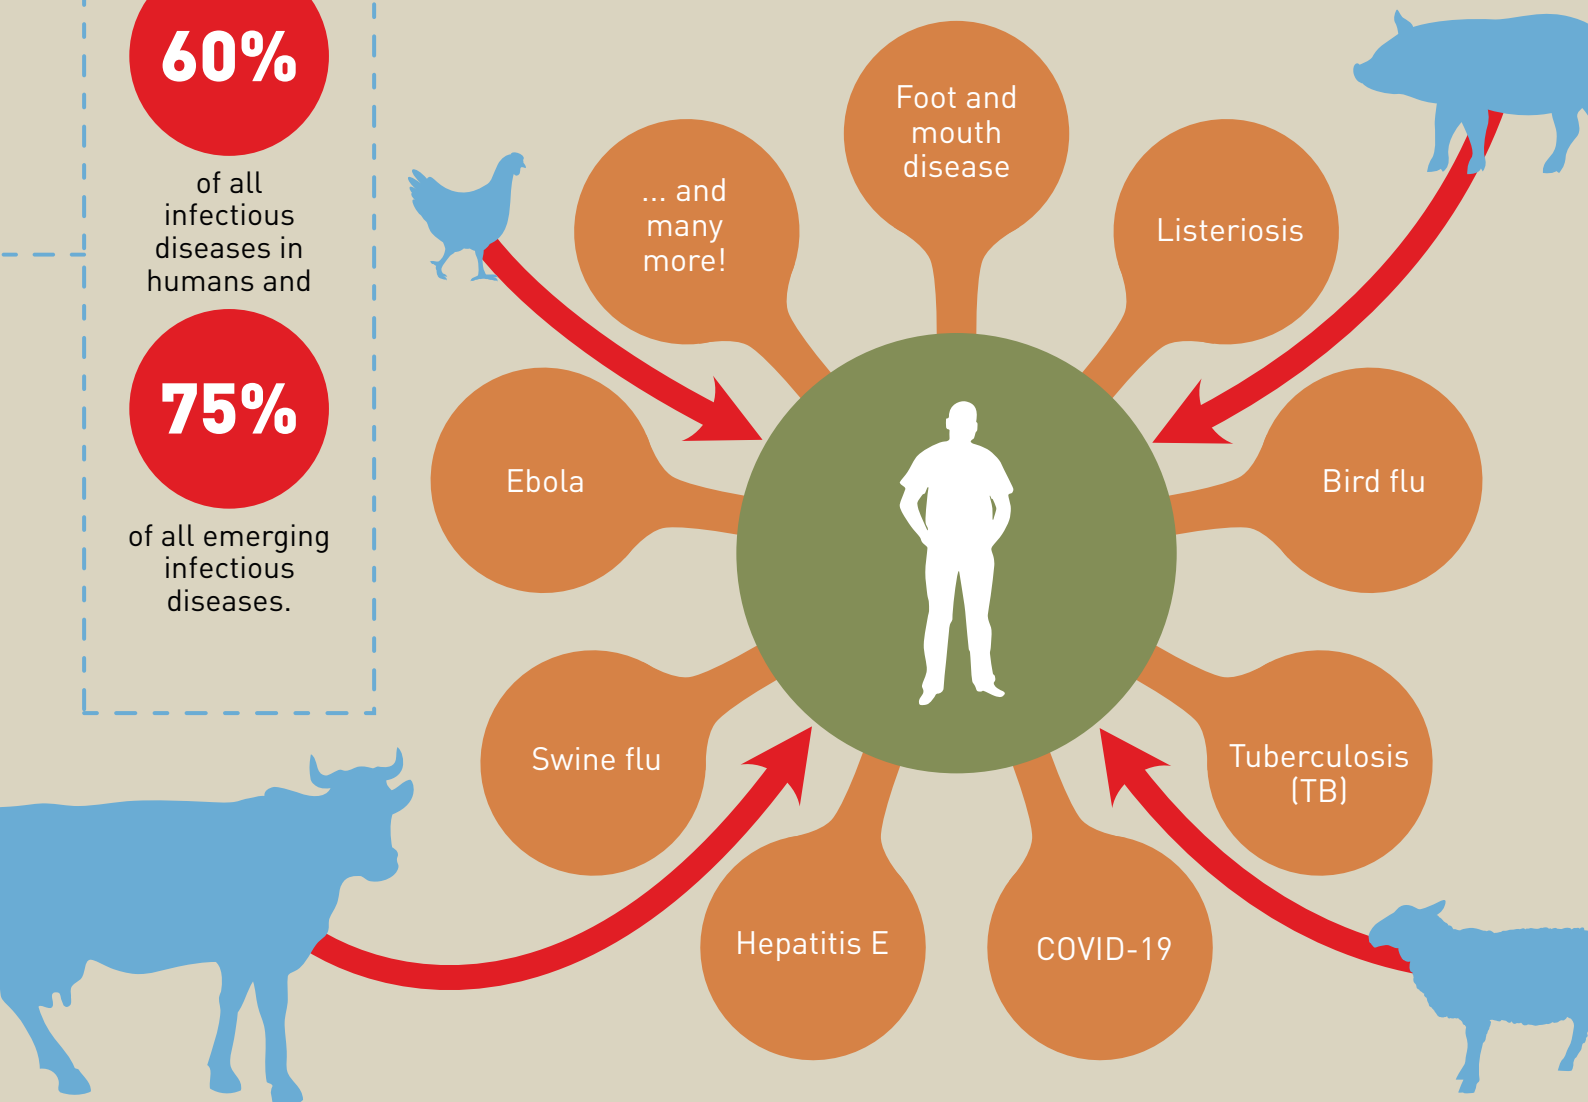 60%
of all
infectious
diseases in
humans and
75%
of all emerging
infectious
diseases.
Foot and
mouth
disease
... and
many
more!
Listeriosis
Ebola
Bird flu
Swine flu
Tuberculosis
(TB)
Hepatitis E
COVID-19